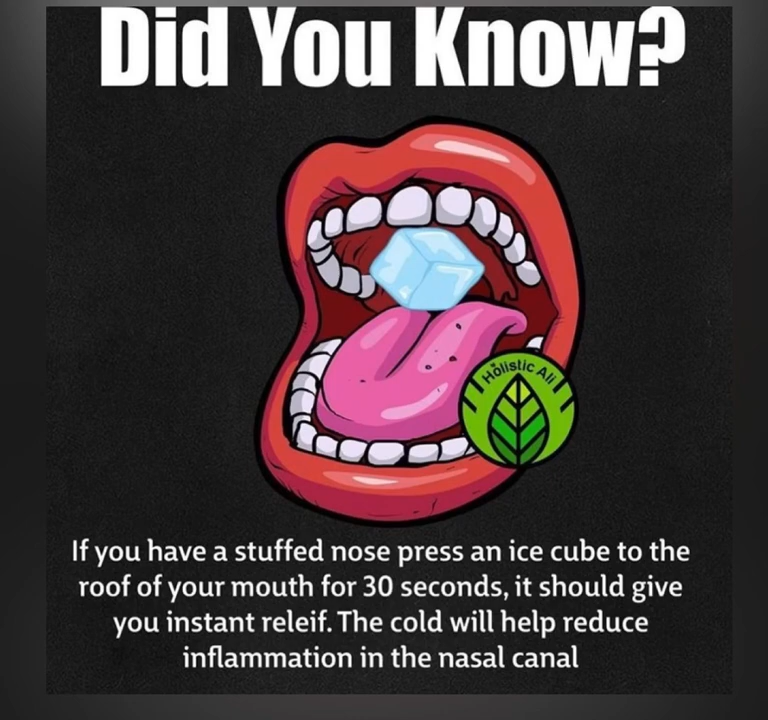 Did You Know?
Holistic Ali
If you have a stuffed nose press an ice cube to the
roof of your mouth for 30 seconds, it should give
you instant releif. The cold will help reduce
inflammation in the nasal canal